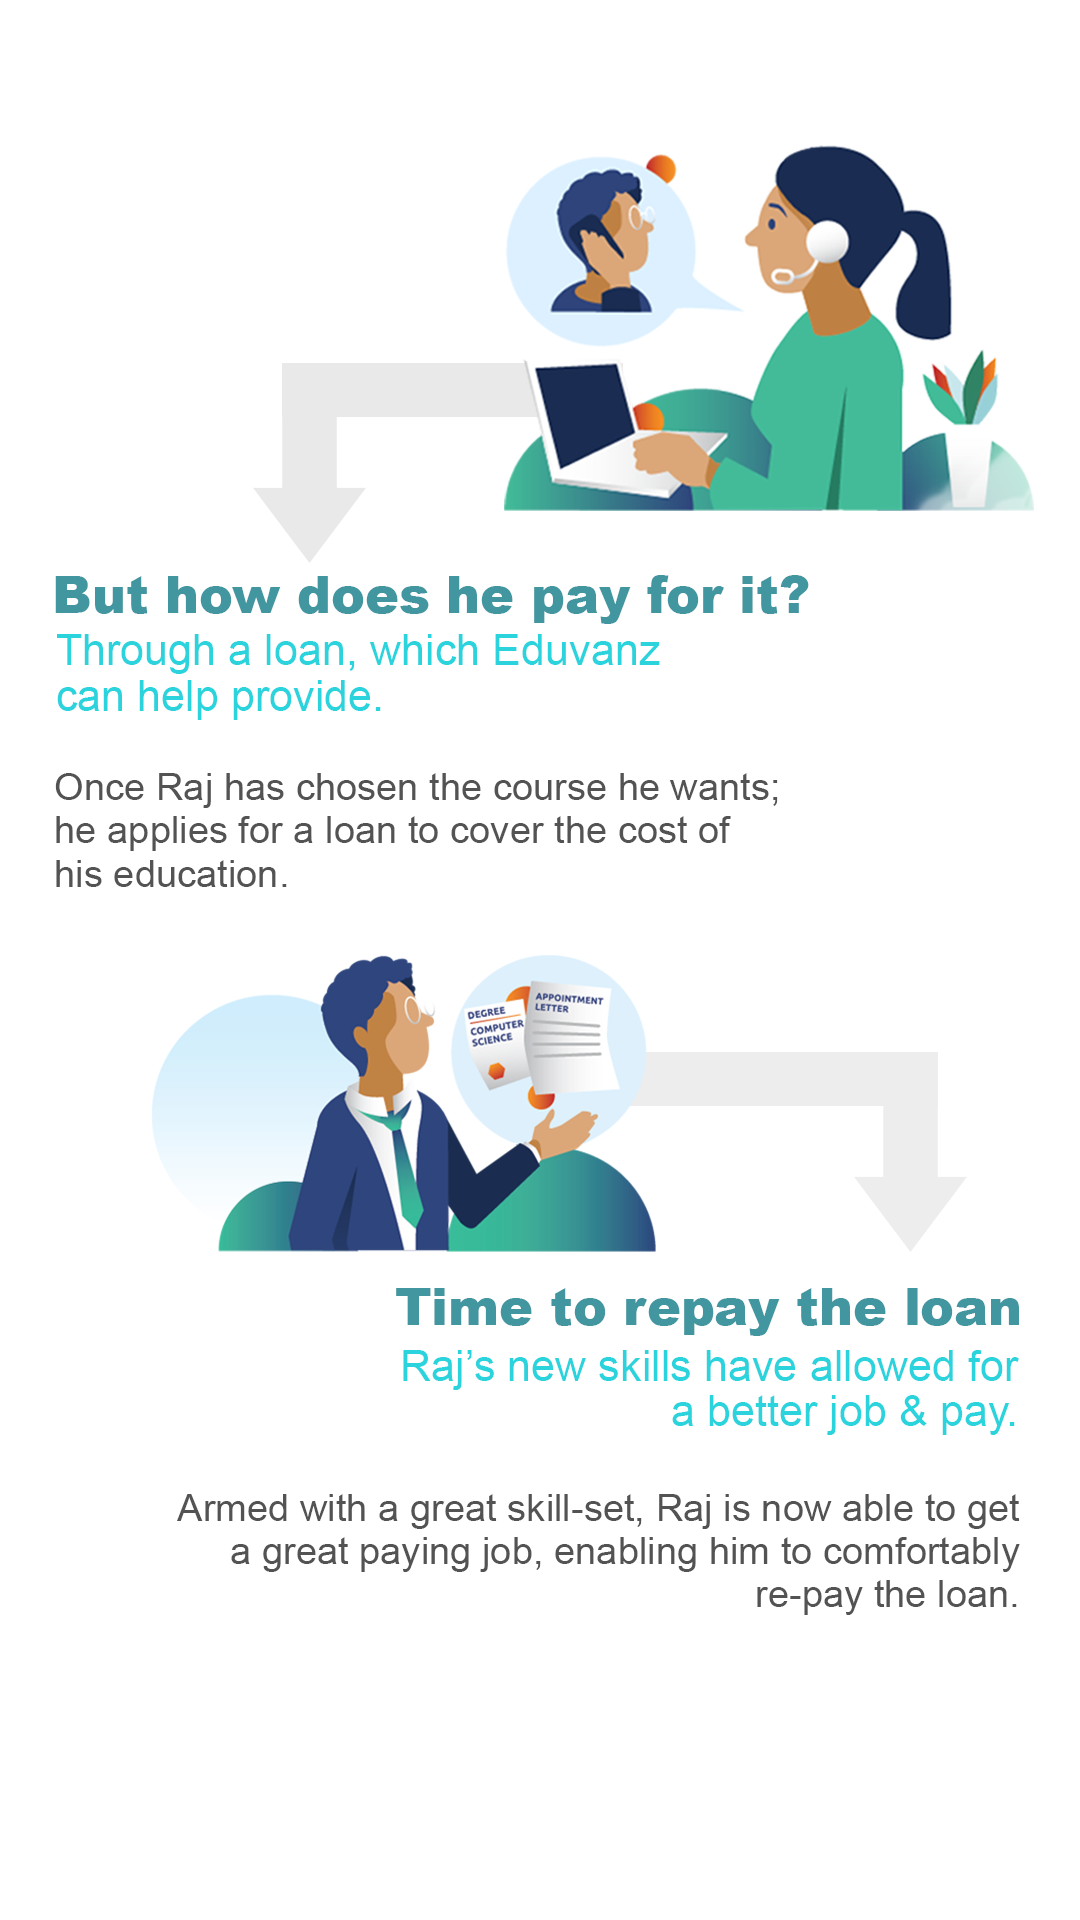 But how does he pay for it?
Through a loan, which Eduvanz
can help provide.
Once Raj has chosen the course he wants;
he applies for a loan to cover the cost of
his education.
DEGREE
COMPUTER
SCIENCE
APPOINTMENT
LETTER
Time to repay the loan
Raj’s new skills have allowed for
a better job & pay.
Armed with a great skill-set, Raj is now able to get
a great paying job, enabling him to comfortably
re-pay the loan.